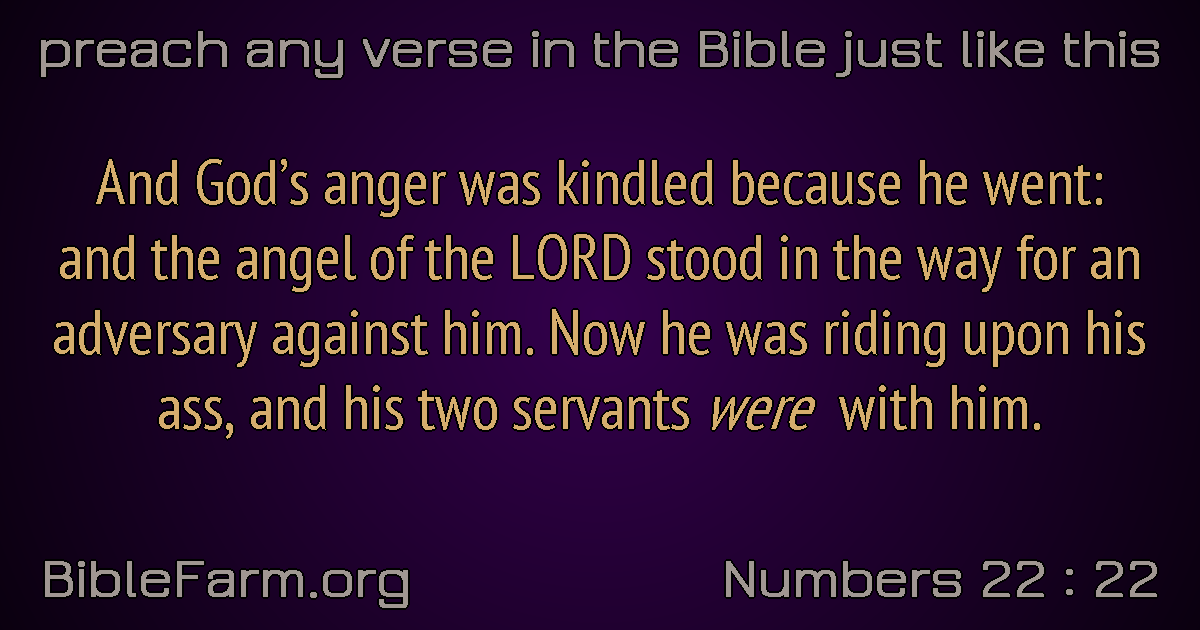 preach any verse in the Bible just like this
And God’s anger was kindled because he went:
and the angel of the LORD stood in the way for an
adversary against him. Now he was riding upon his
ass, and his two servants were with him.
BibleFarm.org
Numbers 22 : 22